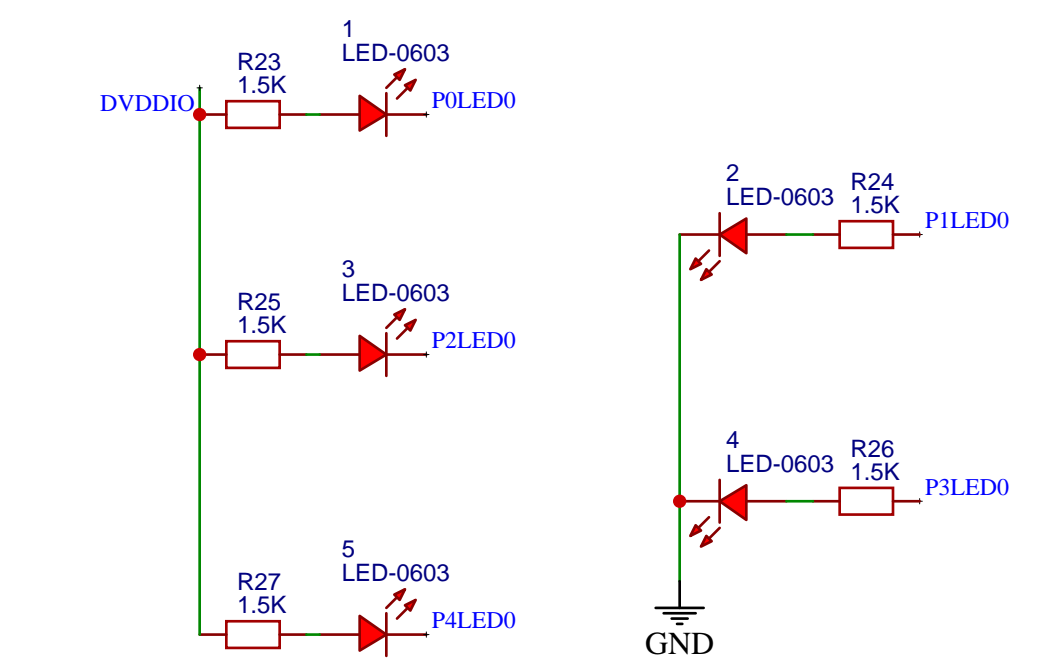 1
LED-0603
R23
1.5K
DVDDIO
P0LED0
2
LED-0603
R24
1.5K
P1LED0
3
LED-0603
R25
1.5K
P2LED0
4
LED-0603
R26
1.5K
P3LED0
5
LED-0603
R27
1.5K
P4LED0
GND